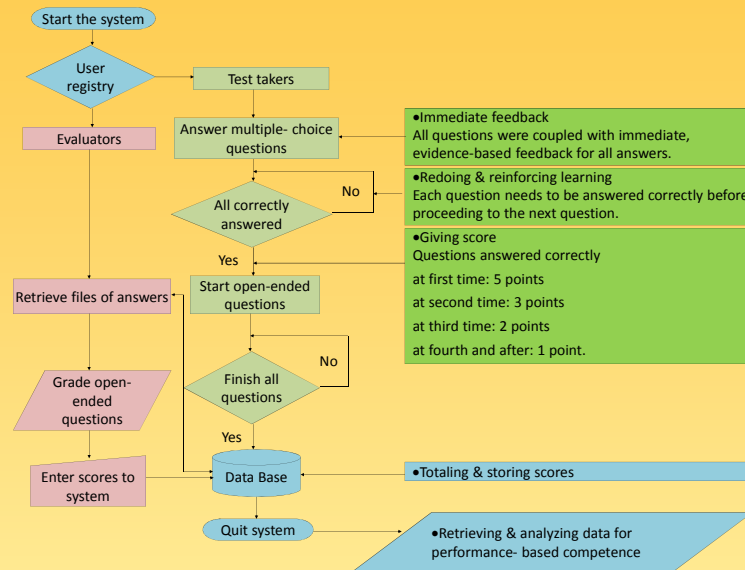 Start the system
User
registry
Test takers
Evaluators
Answer multiple- choice
questions
•Immediate feedback
All questions were coupled with immediate,
evidence-based feedback for all answers.
No
•Redoing & reinforcing learning
Each question needs to be answered correctly before
proceeding to the next question.
All correctly
answered
•Giving score
Questions answered correctly
at first time: 5 points
at second time: 3 points
at third time: 2 points
at fourth and after: 1 point.
Yes
Retrieve files of answers
Start open-ended
questions
No
Grade open-
ended
questions
Finish all
questions
Yes
Enter scores to
system
Data Base
•Totaling & storing scores
Quit system
•Retrieving & analyzing data for
performance- based competence